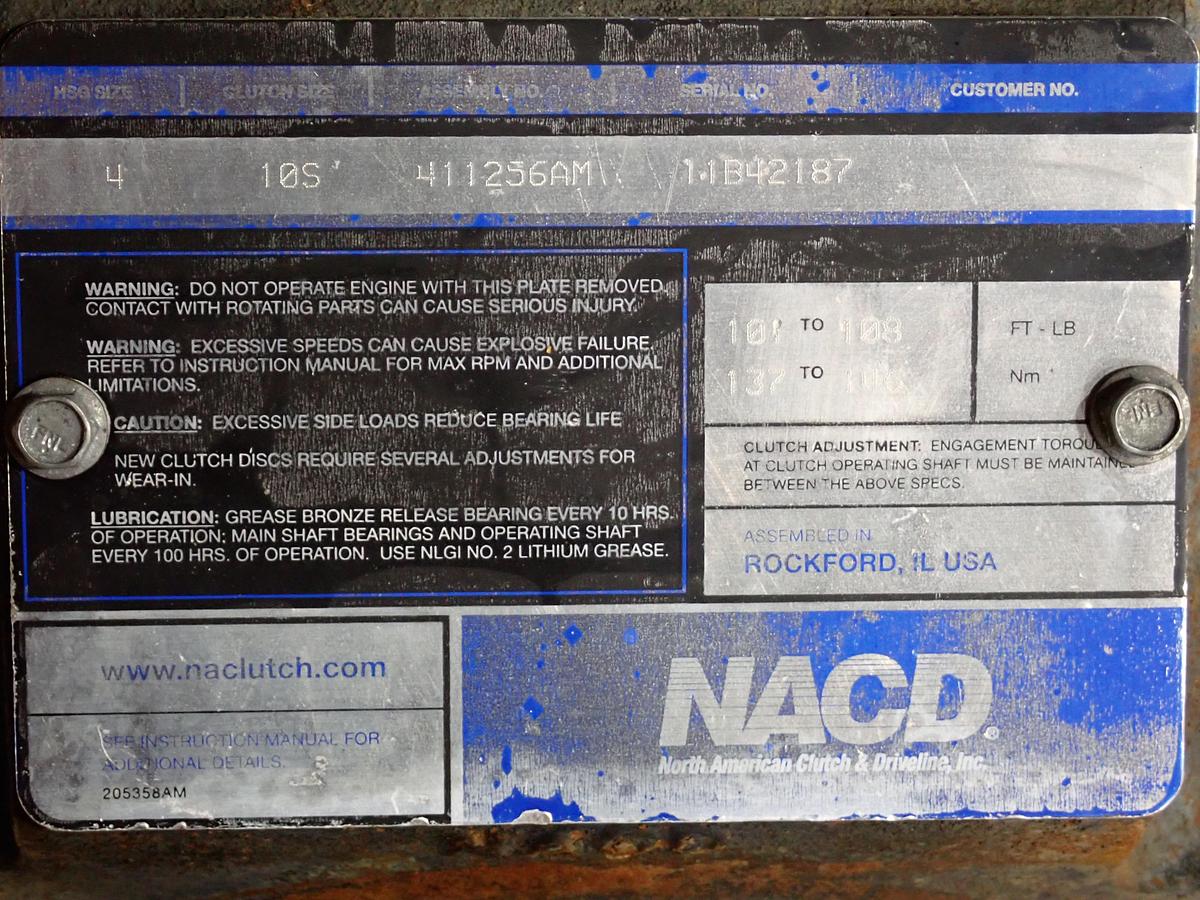 HSG SIZE CLUTCH SIZE ASSEMBLY NO. SERIAL NO. CUSTOMER NO.
4 10S 411256AM 11B42187
WARNING: DO NOT OPERATE ENGINE WITH THIS PLATE REMOVED.
CONTACT WITH ROTATING PARTS CAN CAUSE SERIOUS INJURY.
WARNING: EXCESSIVE SPEEDS CAN CAUSE EXPLOSIVE FAILURE.
REFER TO INSTRUCTION MANUAL FOR MAX RPM AND ADDITIONAL
LIMITATIONS.
CAUTION: EXCESSIVE SIDE LOADS REDUCE BEARING LIFE
NEW CLUTCH DISCS REQUIRE SEVERAL ADJUSTMENTS FOR
WEAR-IN.
LUBRICATION: GREASE BRONZE RELEASE BEARING EVERY 10 HRS.
OF OPERATION; MAIN SHAFT BEARINGS AND OPERATING SHAFT
EVERY 100 HRS. OF OPERATION. USE NLGI NO. 2 LITHIUM GREASE.
101 TO 108 FT - LB
137 TO Nm
CLUTCH ADJUSTMENT: ENGAGEMENT TORQUE
AT CLUTCH OPERATING SHAFT MUST BE MAINTAINED
BETWEEN THE ABOVE SPECS.
ASSEMBLED IN
ROCKFORD, IL USA
www.naclutch.com
SEE INSTRUCTION MANUAL FOR
ADDITIONAL DETAILS.
205358AM
NACD®
North American Clutch & Driveline, Inc.